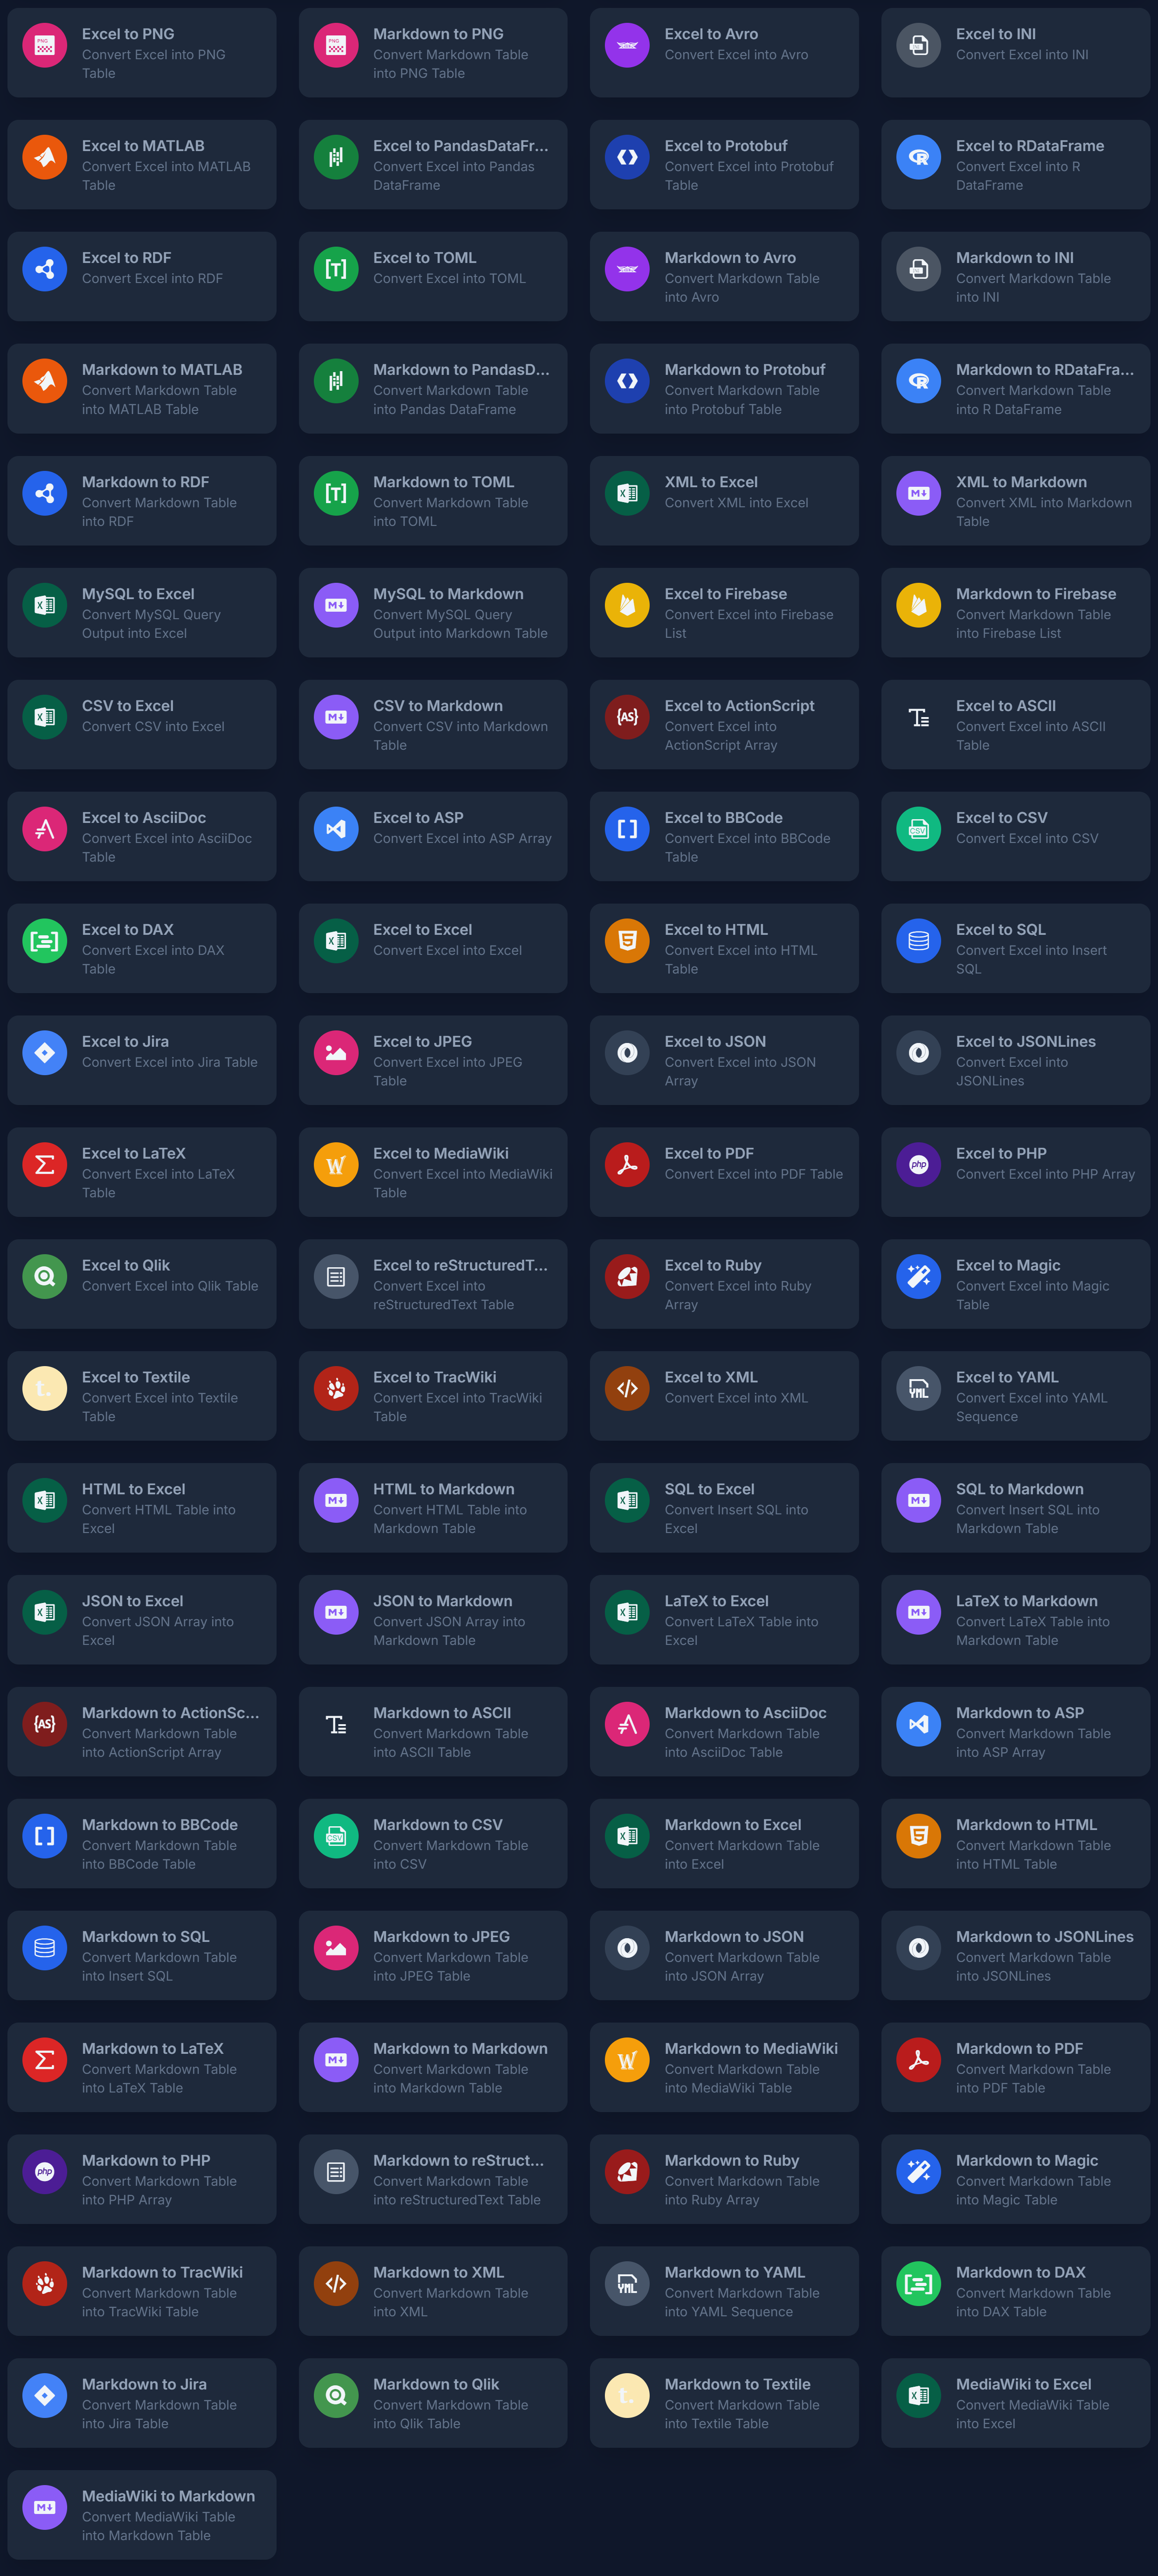 Excel to PNG
Convert Excel into PNG
Table
Markdown to PNG
Convert Markdown Table
into PNG Table
Excel to Avro
Convert Excel into Avro
Excel to INI
Convert Excel into INI
Excel to MATLAB
Convert Excel into MATLAB
Table
Excel to PandasDataFr...
Convert Excel into Pandas
DataFrame
Excel to Protobuf
Convert Excel into Protobuf
Table
Excel to RDataFrame
Convert Excel into R
DataFrame
Excel to RDF
Convert Excel into RDF
Excel to TOML
Convert Excel into TOML
Markdown to Avro
Convert Markdown Table
into Avro
Markdown to INI
Convert Markdown Table
into INI
Markdown to MATLAB
Convert Markdown Table
into MATLAB Table
Markdown to PandasD...
Convert Markdown Table
into Pandas DataFrame
Markdown to Protobuf
Convert Markdown Table
into Protobuf Table
Markdown to RDataFra...
Convert Markdown Table
into R DataFrame
Markdown to RDF
Convert Markdown Table
into RDF
Markdown to TOML
Convert Markdown Table
into TOML
XML to Excel
Convert XML into Excel
XML to Markdown
Convert XML into Markdown
Table
MySQL to Excel
Convert MySQL Query
Output into Excel
MySQL to Markdown
Convert MySQL Query
Output into Markdown Table
Excel to Firebase
Convert Excel into Firebase
List
Markdown to Firebase
Convert Markdown Table
into Firebase List
CSV to Excel
Convert CSV into Excel
CSV to Markdown
Convert CSV into Markdown
Table
Excel to ActionScript
Convert Excel into
ActionScript Array
Excel to ASCII
Convert Excel into ASCII
Table
Excel to AsciiDoc
Convert Excel into AsciiDoc
Table
Excel to ASP
Convert Excel into ASP Array
Excel to BBCode
Convert Excel into BBCode
Table
Excel to CSV
Convert Excel into CSV
Excel to DAX
Convert Excel into DAX
Table
Excel to Excel
Convert Excel into Excel
Excel to HTML
Convert Excel into HTML
Table
Excel to SQL
Convert Excel into Insert
SQL
Excel to Jira
Convert Excel into Jira Table
Excel to JPEG
Convert Excel into JPEG
Table
Excel to JSON
Convert Excel into JSON
Array
Excel to JSONLines
Convert Excel into
JSONLines
Excel to LaTeX
Convert Excel into LaTeX
Table
Excel to MediaWiki
Convert Excel into MediaWiki
Table
Excel to PDF
Convert Excel into PDF Table
Excel to PHP
Convert Excel into PHP Array
Excel to Qlik
Convert Excel into Qlik Table
Excel to reStructuredT...
Convert Excel into
reStructuredText Table
Excel to Ruby
Convert Excel into Ruby
Array
Excel to Magic
Convert Excel into Magic
Table
Excel to Textile
Convert Excel into Textile
Table
Excel to TracWiki
Convert Excel into TracWiki
Table
Excel to XML
Convert Excel into XML
Excel to YAML
Convert Excel into YAML
Sequence
HTML to Excel
Convert HTML Table into
Excel
HTML to Markdown
Convert HTML Table into
Markdown Table
SQL to Excel
Convert Insert SQL into
Excel
SQL to Markdown
Convert Insert SQL into
Markdown Table
JSON to Excel
Convert JSON Array into
Excel
JSON to Markdown
Convert JSON Array into
Markdown Table
LaTeX to Excel
Convert LaTeX Table into
Excel
LaTeX to Markdown
Convert LaTeX Table into
Markdown Table
Markdown to ActionSc...
Convert Markdown Table
into ActionScript Array
Markdown to ASCII
Convert Markdown Table
into ASCII Table
Markdown to AsciiDoc
Convert Markdown Table
into AsciiDoc Table
Markdown to ASP
Convert Markdown Table
into ASP Array
Markdown to BBCode
Convert Markdown Table
into BBCode Table
Markdown to CSV
Convert Markdown Table
into CSV
Markdown to Excel
Convert Markdown Table
into Excel
Markdown to HTML
Convert Markdown Table
into HTML Table
Markdown to SQL
Convert Markdown Table
into Insert SQL
Markdown to JPEG
Convert Markdown Table
into JPEG Table
Markdown to JSON
Convert Markdown Table
into JSON Array
Markdown to JSONLines
Convert Markdown Table
into JSONLines
Markdown to LaTeX
Convert Markdown Table
into LaTeX Table
Markdown to Markdown
Convert Markdown Table
into Markdown Table
Markdown to MediaWiki
Convert Markdown Table
into MediaWiki Table
Markdown to PDF
Convert Markdown Table
into PDF Table
Markdown to PHP
Convert Markdown Table
into PHP Array
Markdown to reStruct...
Convert Markdown Table
into reStructuredText Table
Markdown to Ruby
Convert Markdown Table
into Ruby Array
Markdown to Magic
Convert Markdown Table
into Magic Table
Markdown to TracWiki
Convert Markdown Table
into TracWiki Table
Markdown to XML
Convert Markdown Table
into XML
Markdown to YAML
Convert Markdown Table
into YAML Sequence
Markdown to DAX
Convert Markdown Table
into DAX Table
Markdown to Jira
Convert Markdown Table
into Jira Table
Markdown to Qlik
Convert Markdown Table
into Qlik Table
Markdown to Textile
Convert Markdown Table
into Textile Table
MediaWiki to Excel
Convert MediaWiki Table
into Excel
MediaWiki to Markdown
Convert MediaWiki Table
into Markdown Table